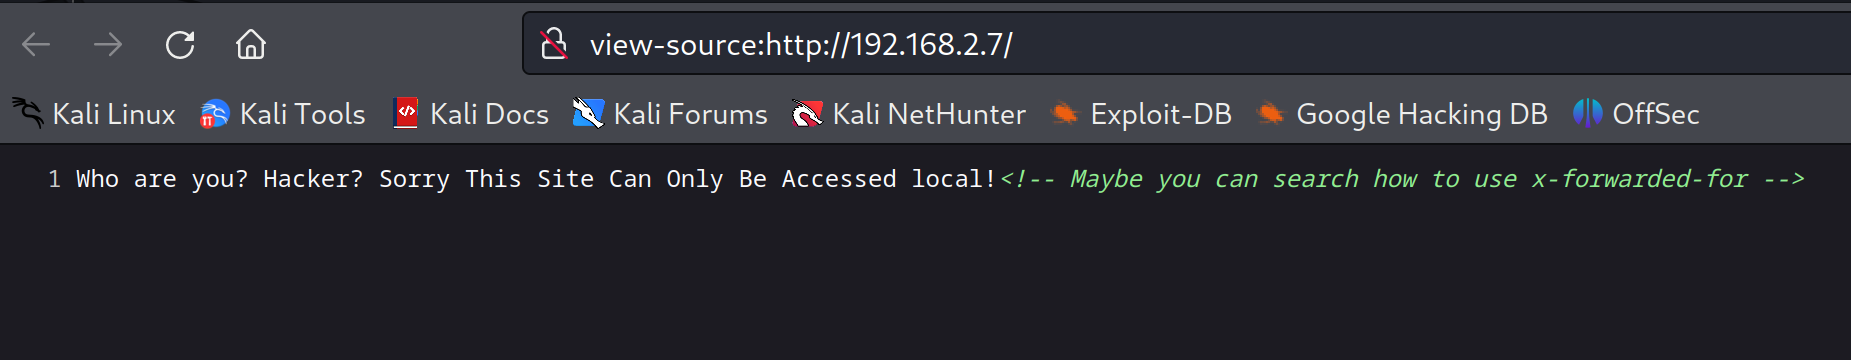 view-source:http://192.168.2.7/
Kali Linux Kali Tools Kali Docs Kali Forums Kali NetHunter Exploit-DB Google Hacking DB OffSec
1 Who are you? Hacker? Sorry This Site Can Only Be Accessed local!<!-- Maybe you can search how to use x-forwarded-for -->